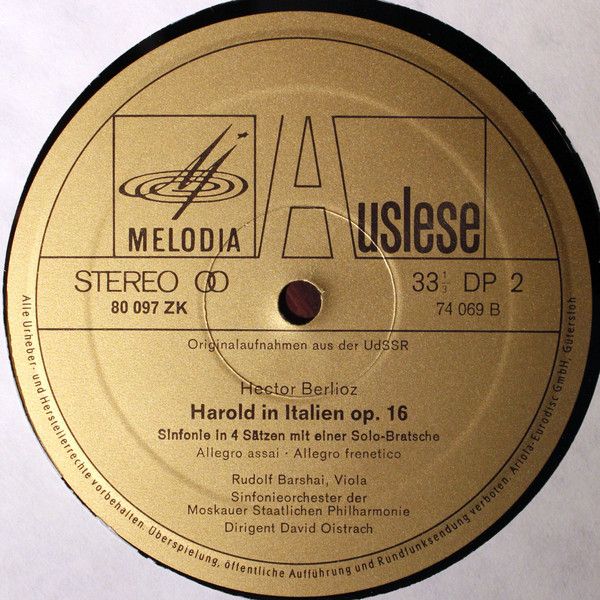 MELODIA
Auslese
STEREO
33 1/3 DP 2
80 097 ZK
74 069 B
Originalaufnahmen aus der UdSSR
Hector Berlioz
Harold in Italien op. 16
Sinfonie in 4 Sätzen mit einer Solo-Bratsche
Allegro assai · Allegro frenetico
Rudolf Barshai, Viola
Sinfonieorchester der
Moskauer Staatlichen Philharmonie
Dirigent David Oistrach
Alle Urheber- und Herstellerrechte vorbehalten. Überspielung, öffentliche Aufführung und Rundfunksendung verboten. Ariola-Eurodisc GmbH, Gütersloh